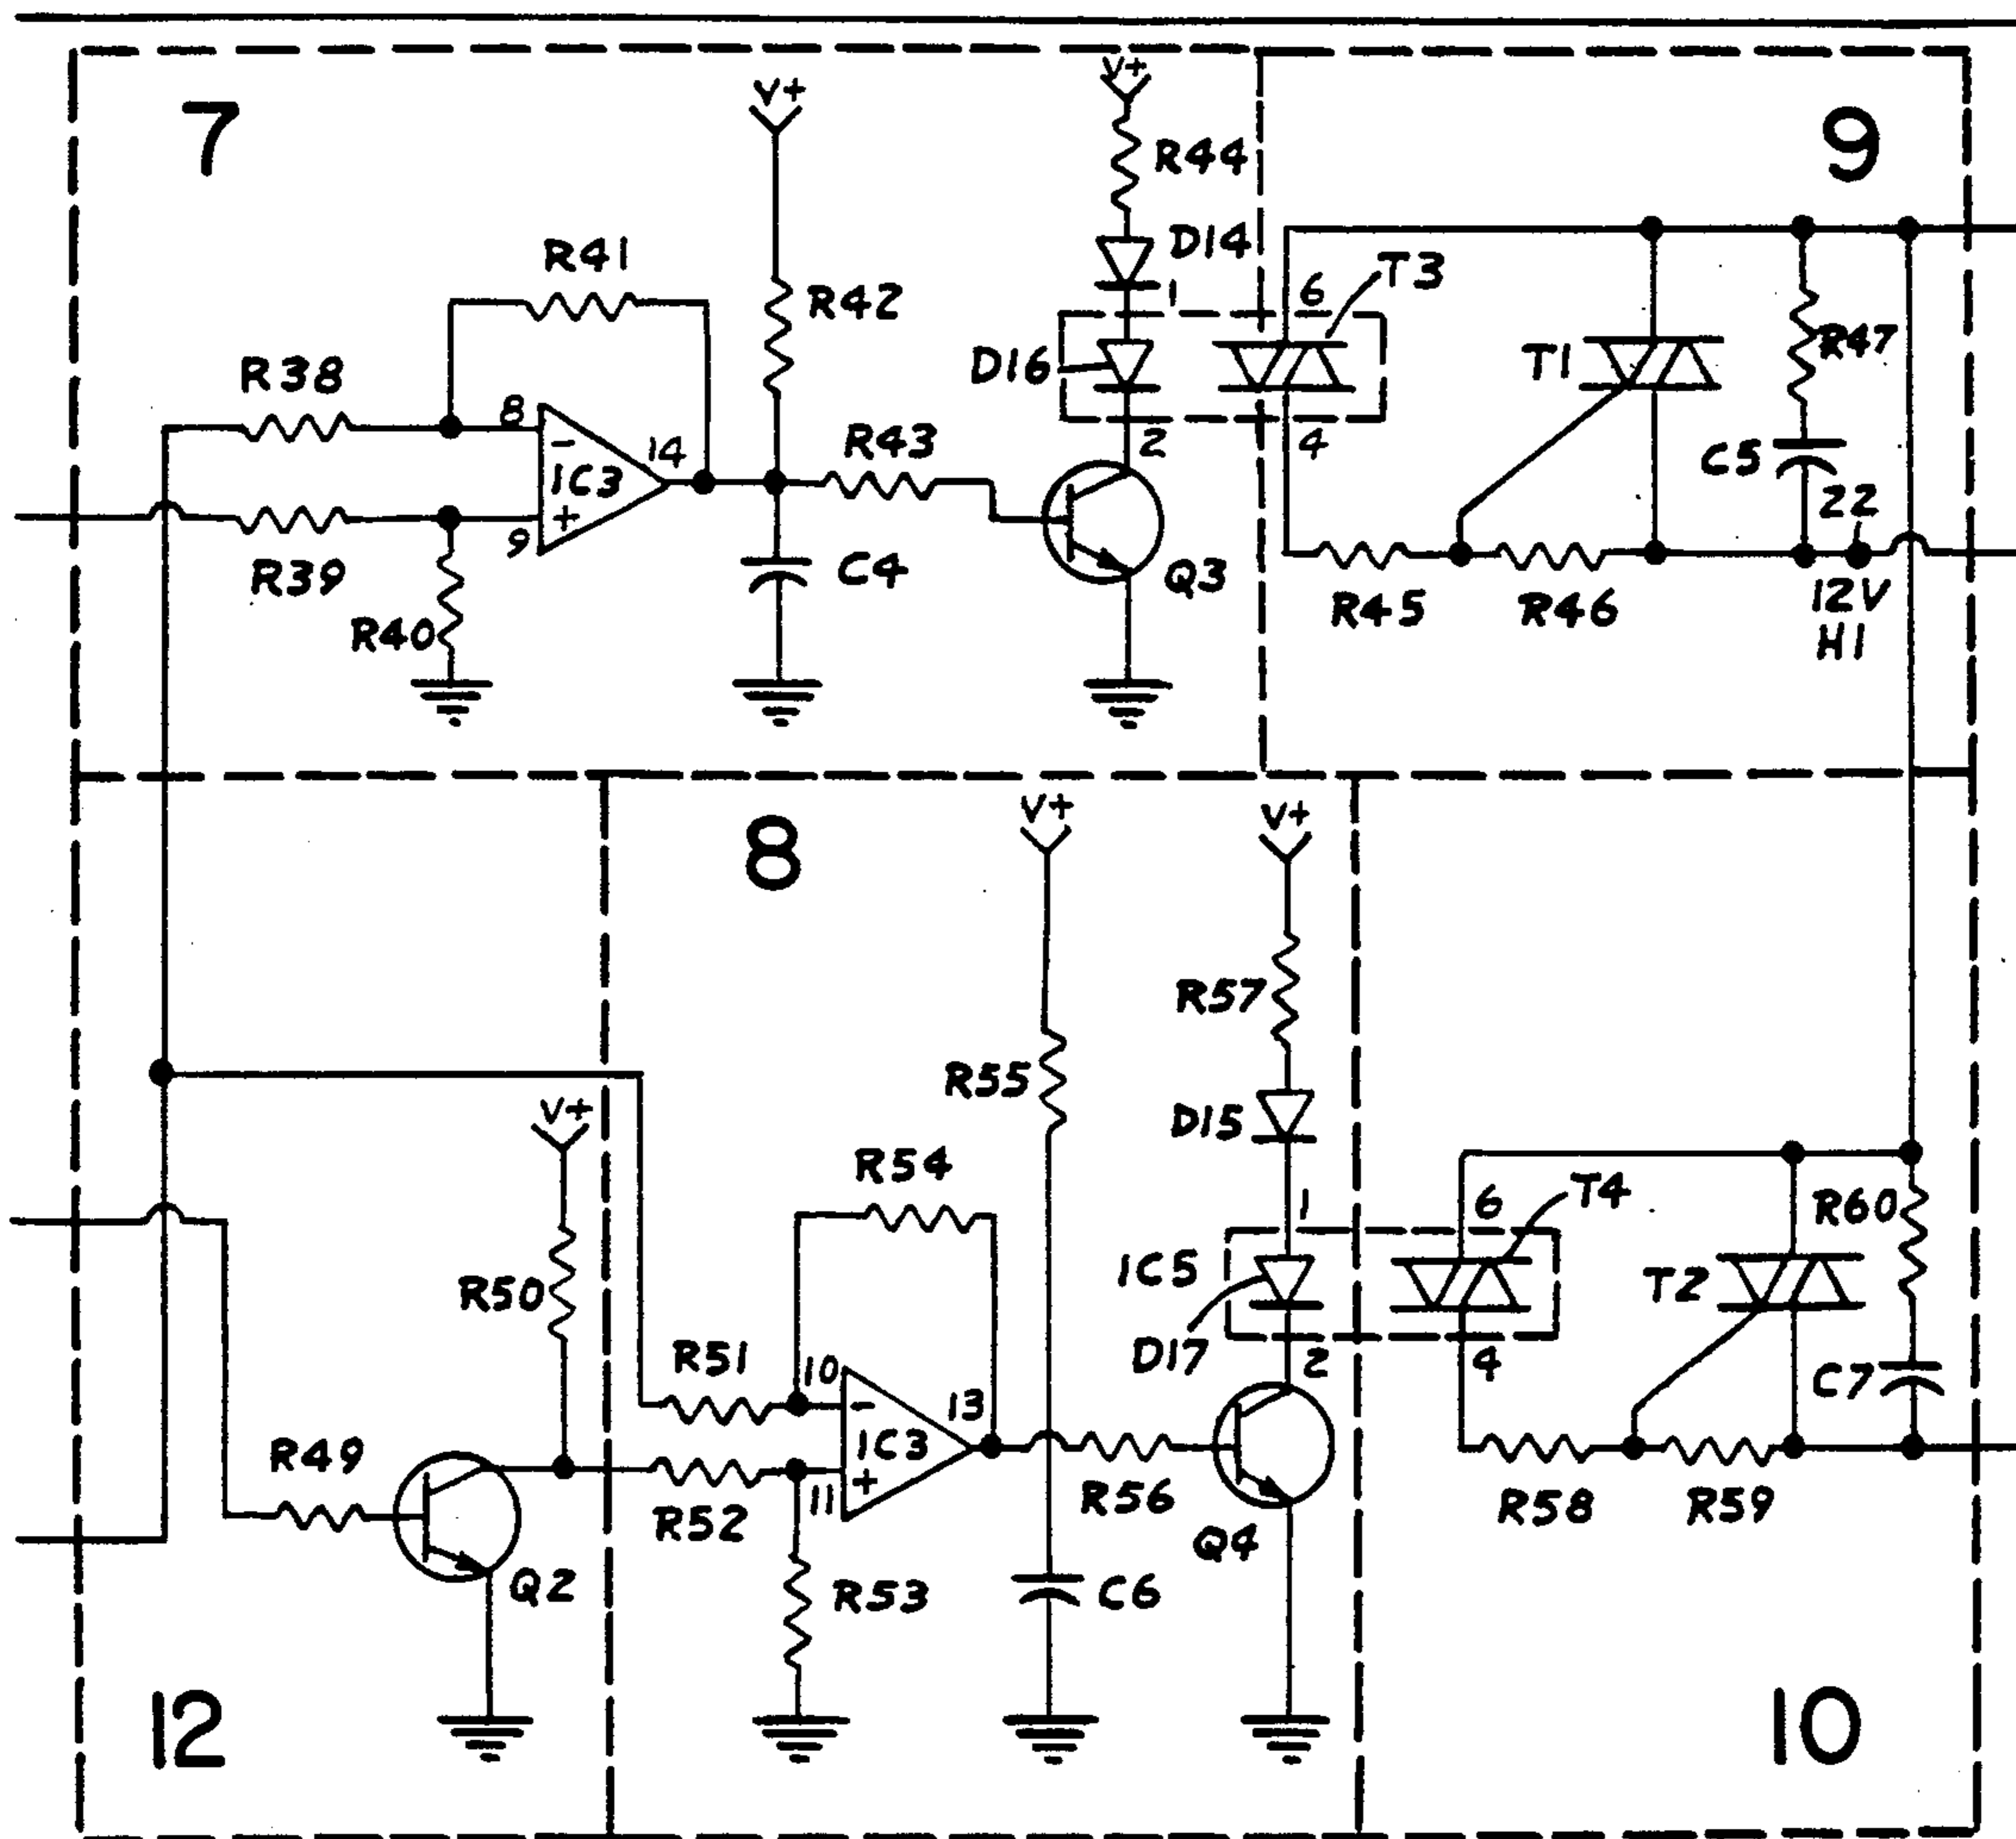 7
V+
V+
R44
9
D14
R41
T3
R42
1
6
T1
R47
R38
D16
8
14
R43
2
4
C5
-
IC3
+
22
9
C4
R39
Q3
12V
HI
R45
R46
R40
8
V+
V+
R57
R55
V+
D15
R54
1
6
T4
R60
R50
IC5
T2
R51
10
D17
2
4
C7
13
-
R49
IC3
+
11
R52
R56
R58
R59
Q2
Q4
R53
C6
12
10